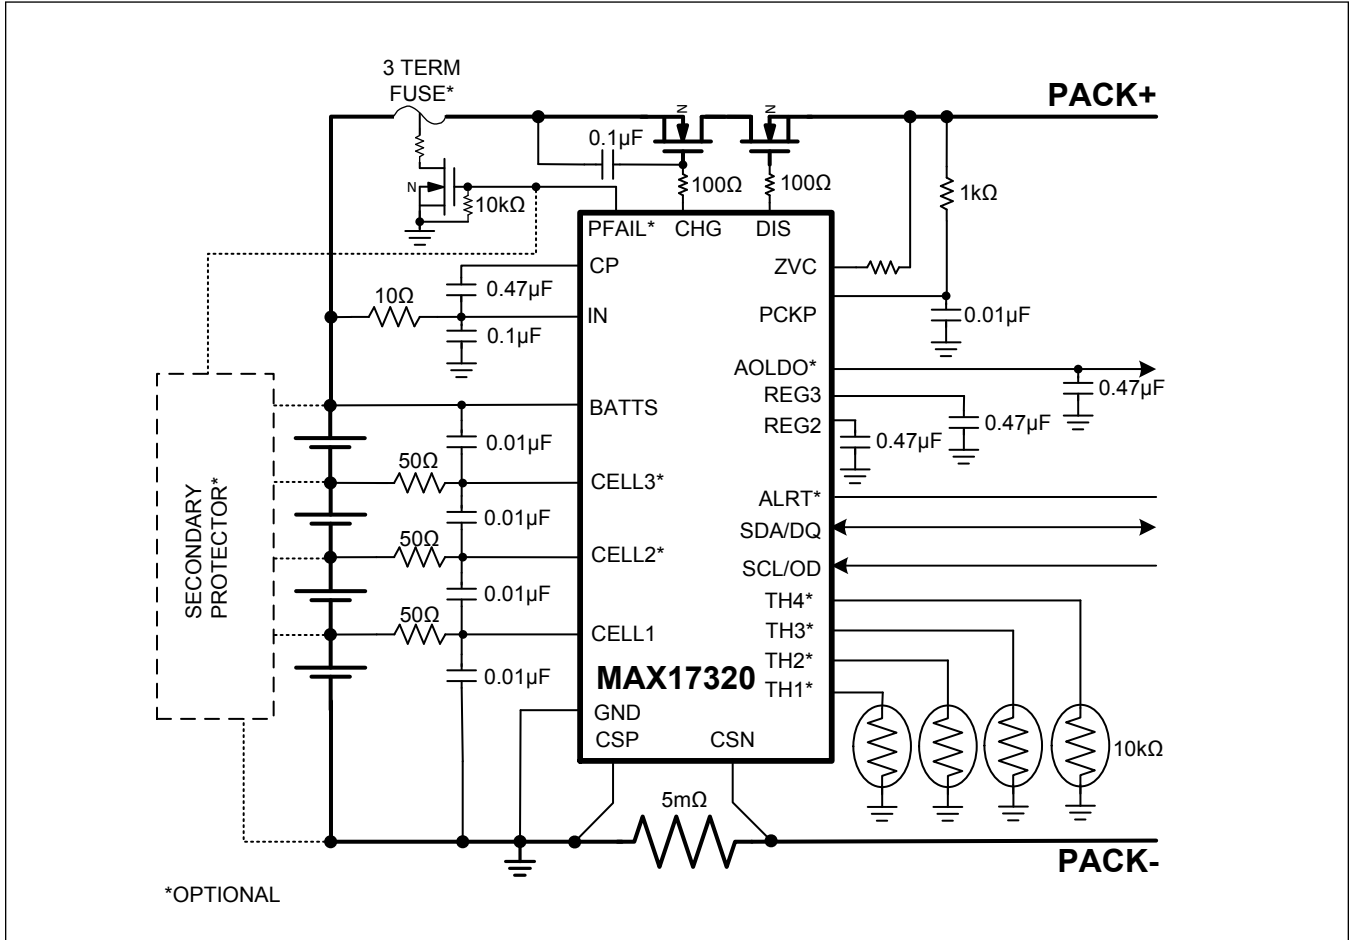 3 TERM
FUSE*
PACK+
0.1µF
100Ω
100Ω
1kΩ
N
N
N
10kΩ
PFAIL*
CHG
DIS
CP
ZVC
0.47µF
10Ω
IN
PCKP
0.01µF
0.1µF
AOLDO*
0.47µF
REG3
BATTS
REG2
0.47µF
0.47µF
0.01µF
50Ω
CELL3*
ALRT*
0.01µF
SDA/DQ
50Ω
CELL2*
SCL/OD
SECONDARY
PROTECTOR*
0.01µF
TH4*
50Ω
CELL1
TH3*
TH2*
0.01µF
MAX17320
TH1*
GND
CSP
CSN
10kΩ
5mΩ
PACK-
*OPTIONAL